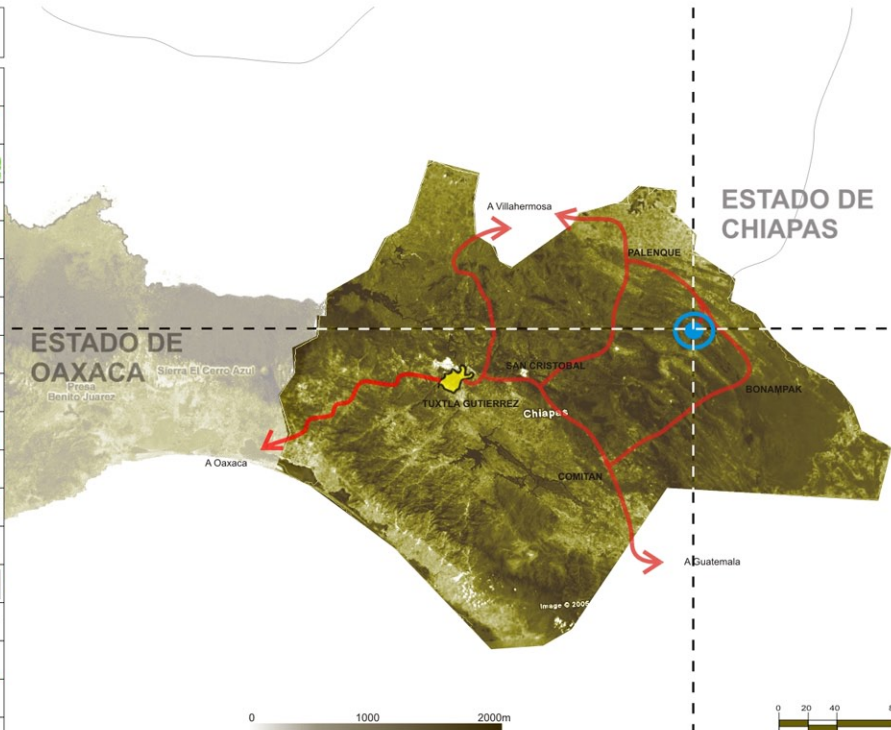 A Villahermosa
ESTADO DE
CHIAPAS
PALENQUE
ESTADO DE
OAXACA
Sierra El Cerro Azul
Presa
Benito Juarez
SAN CRISTOBAL
BONAMPAK
TUXTLA GUTIERREZ
Chiapas
A Oaxaca
COMITAN
A Guatemala
Image © 2005
0 1000 2000m
0 20 40